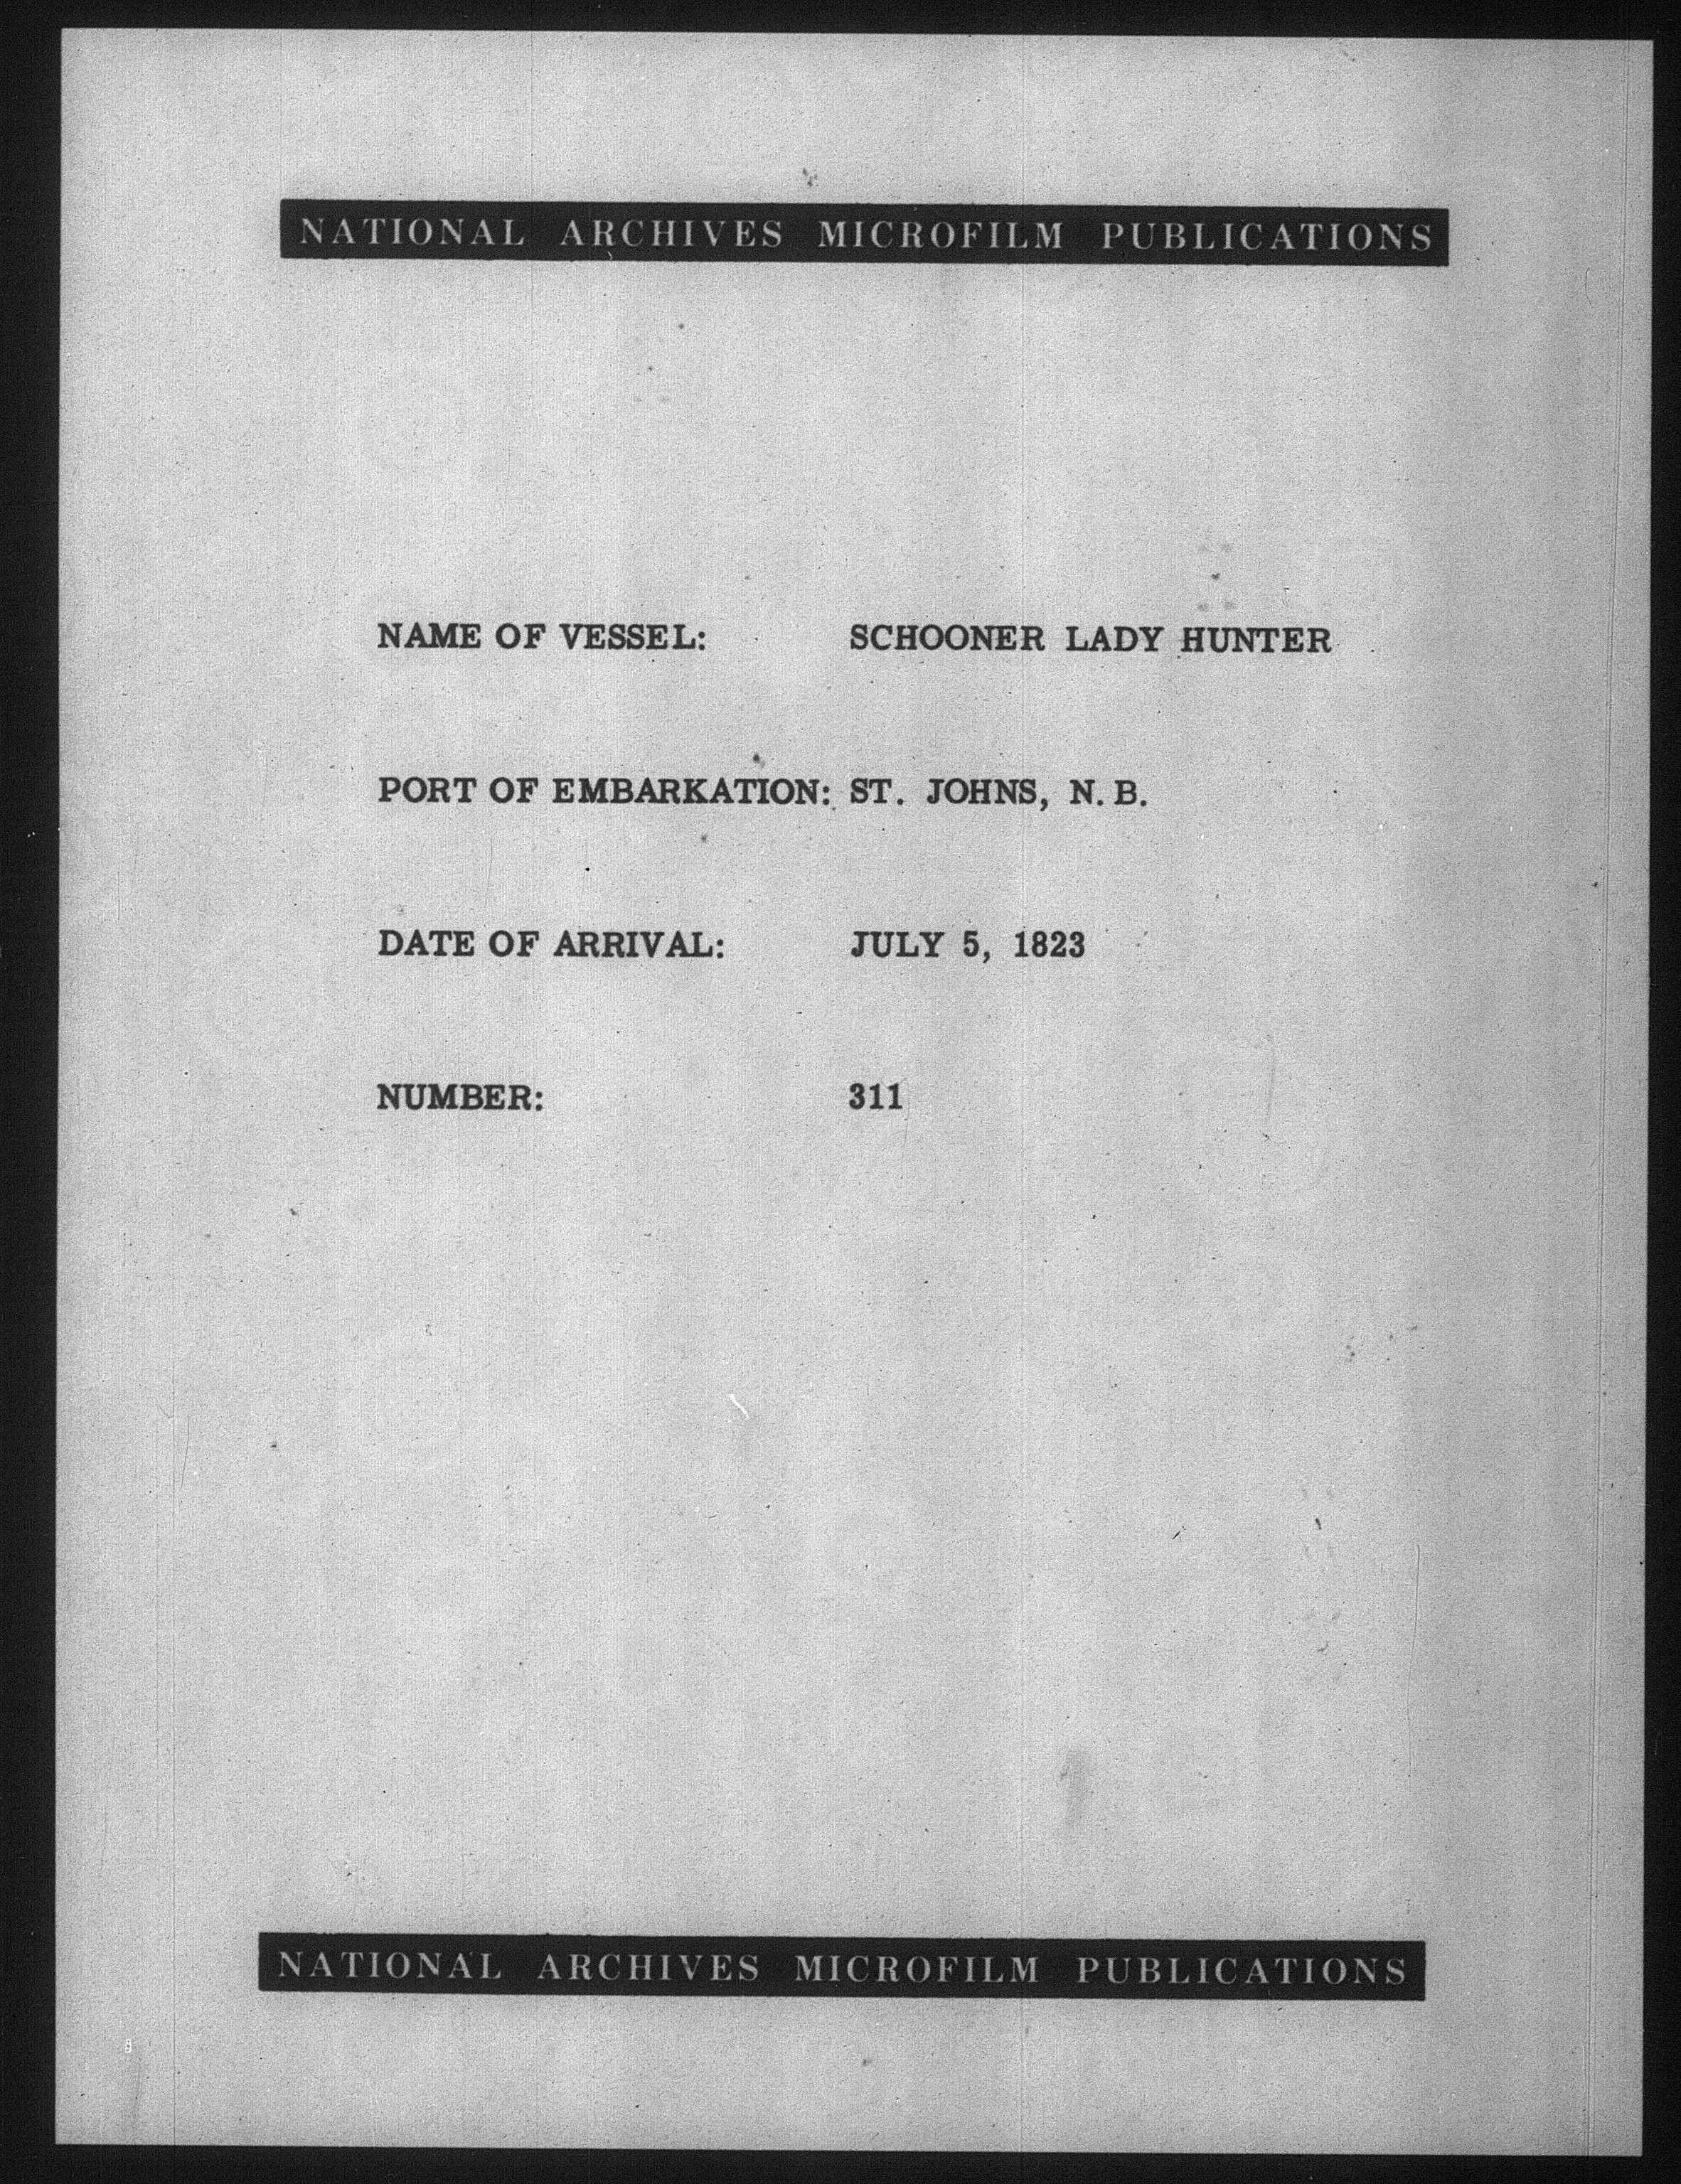 NATIONAL ARCHIVES MICROFILM PUBLICATIONS
NAME OF VESSEL: SCHOONER LADY HUNTER
PORT OF EMBARKATION: ST. JOHNS, N. B.
DATE OF ARRIVAL: JULY 5, 1823
NUMBER: 311
NATIONAL ARCHIVES MICROFILM PUBLICATIONS